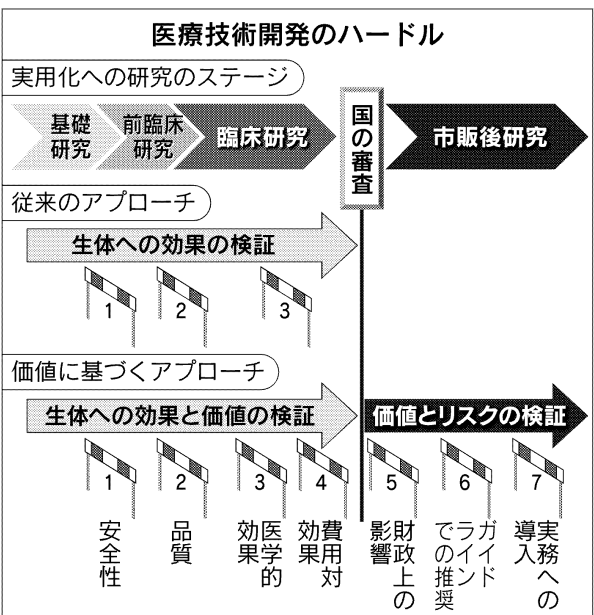 医療技術開発のハードル
実用化への研究のステージ
基礎
研究
前臨床
研究
臨床研究
国の審査
市販後研究
従来のアプローチ
生体への効果の検証
1
2
3
価値に基づくアプローチ
生体への効果と価値の検証
価値とリスクの検証
1
2
3
4
5
6
7
安全性
品質
医学的
効果
費用対
効果
財政上の
影響
ガイド
ライン
での推奨
実務への
導入